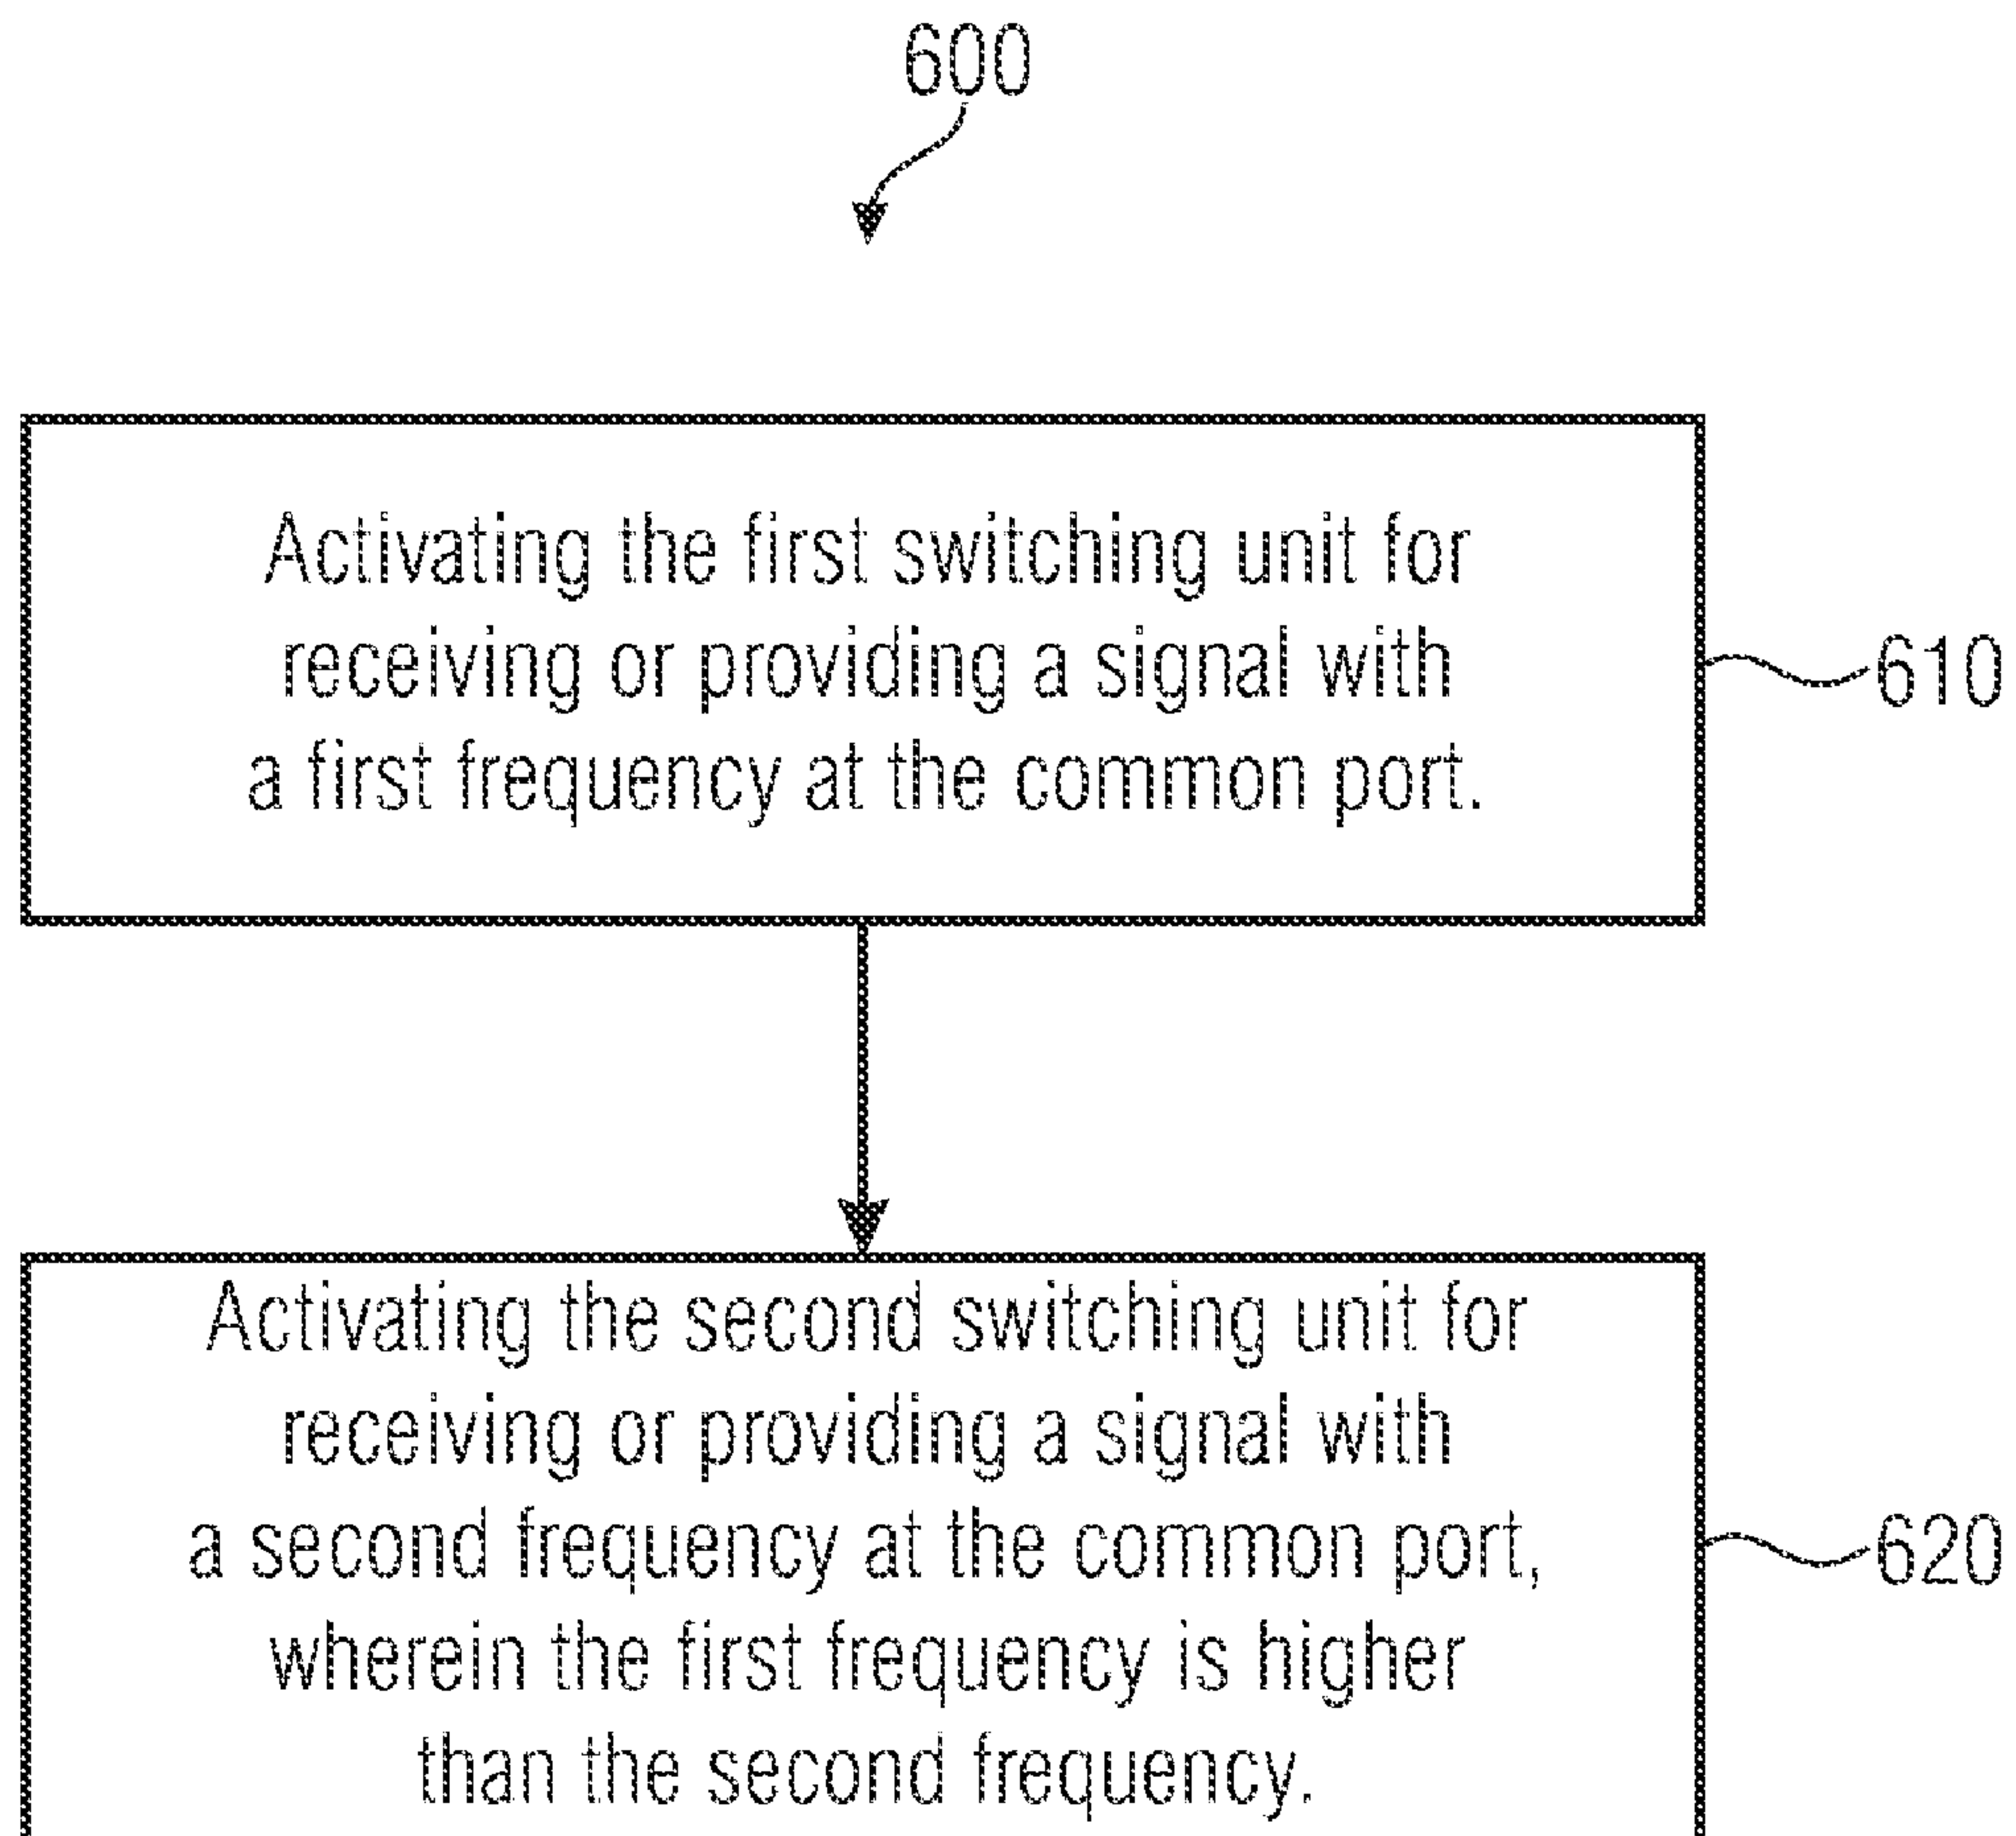 600
Activating the first switching unit for
receiving or providing a signal with
a first frequency at the common port.
610
Activating the second switching unit for
receiving or providing a signal with
a second frequency at the common port,
wherein the first frequency is higher
than the second frequency.
620